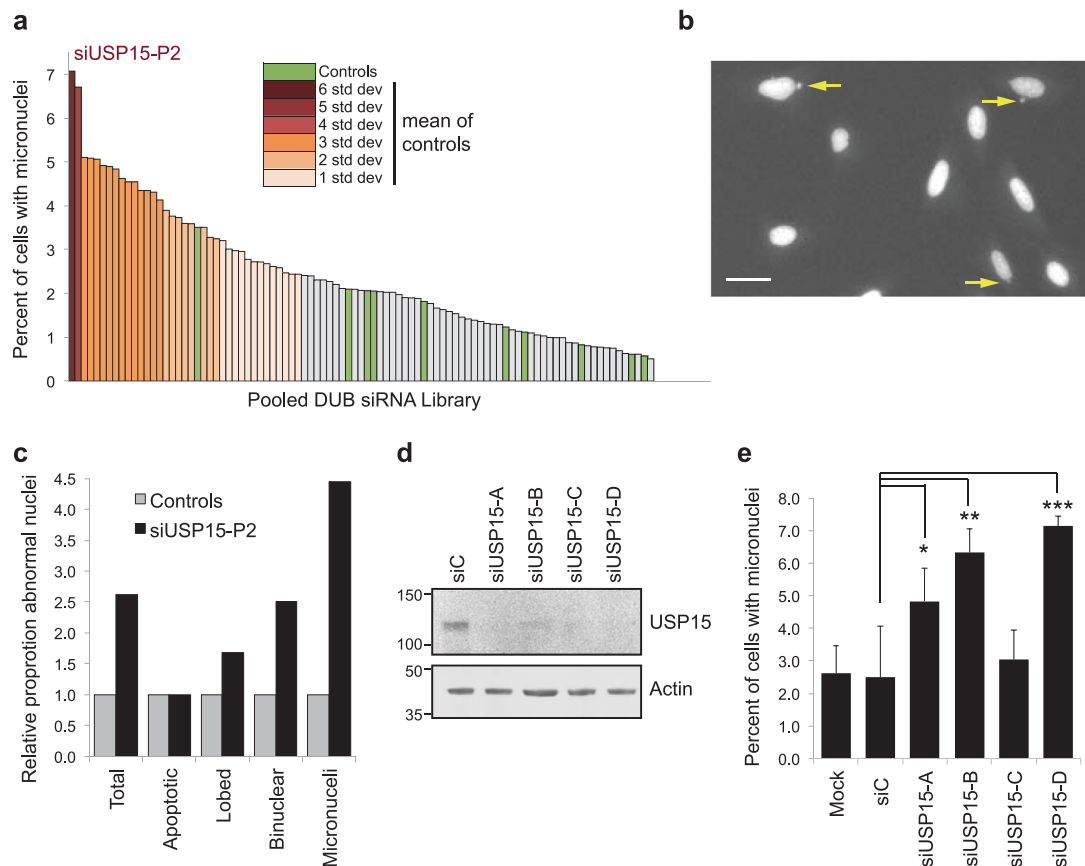 a
siUSP15-P2
Percent of cells with micronuclei
7
6
5
4
3
2
1
0
Controls
6 std dev
5 std dev
4 std dev
3 std dev
2 std dev
1 std dev
mean of
controls
Pooled DUB siRNA Library
b
c
Relative proprotion abnormal nuclei
4.5
4.0
3.5
3.0
2.5
2.0
1.5
1.0
0.5
0.0
Controls
siUSP15-P2
Total
Apoptotic
Lobed
Binuclear
Micronuceli
d
siC
siUSP15-A
siUSP15-B
siUSP15-C
siUSP15-D
150
100
USP15
50
35
Actin
e
Percent of cells with micronuclei
8.0
7.0
6.0
5.0
4.0
3.0
2.0
1.0
0.0
*
**
***
Mock
siC
siUSP15-A
siUSP15-B
siUSP15-C
siUSP15-D